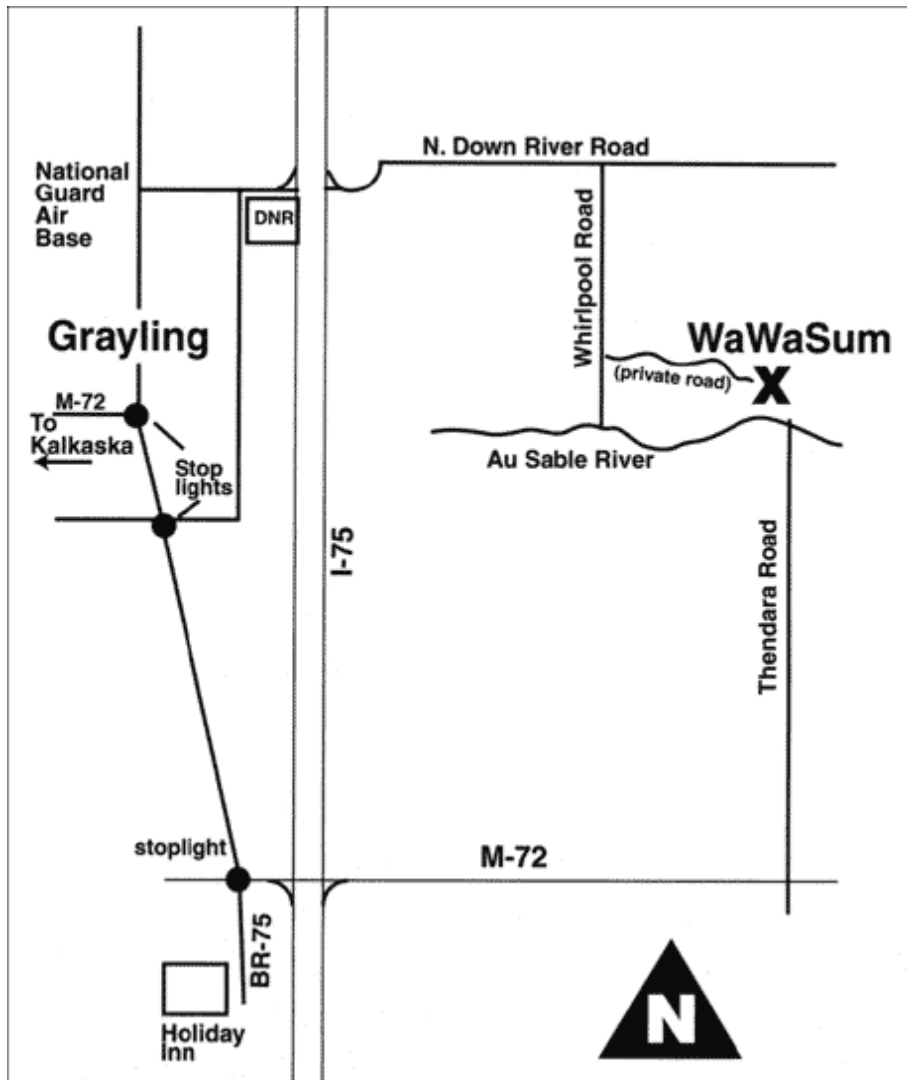 N. Down River Road
National
Guard
Air
Base
DNR
Whirlpool Road
Grayling
WaWaSum
(private road)
M-72
To
Kalkaska
Stop
lights
Au Sable River
I-75
Thendara Road
stoplight
M-72
BR-75
Holiday
Inn
N